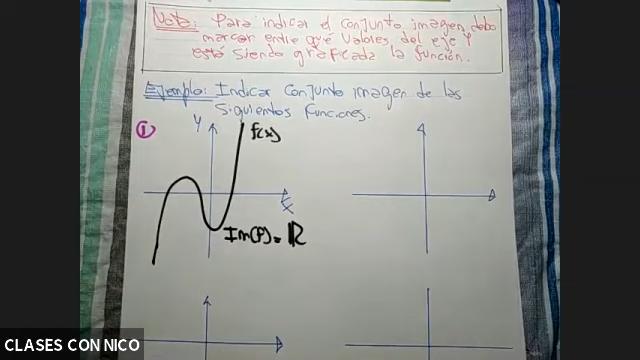 Nota: Para indicar el conjunto imagen, debo
marcar entre qué valores del eje Y
está siendo graficada la función.
Ejemplo: Indicar conjunto imagen de las
siguientes funciones.
①
Y
f(x)
X
Im(f) = ℝ
CLASES CON NICO